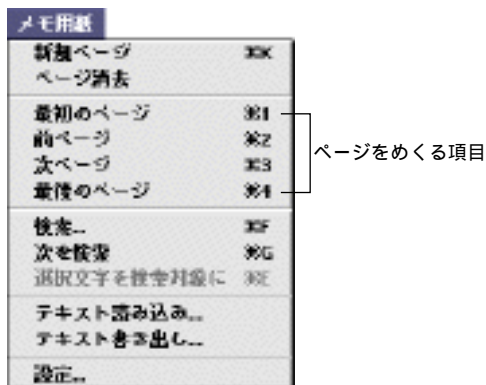 メモ用紙
新規ページ ⌘K
ページ消去
最初のページ ⌘1
前ページ ⌘2
次ページ ⌘3
最後のページ ⌘4
ページをめくる項目
検索... ⌘F
次を検索 ⌘G
選択文字を検索対象に ⌘E
テキスト読み込み...
テキスト書き出し...
設定...